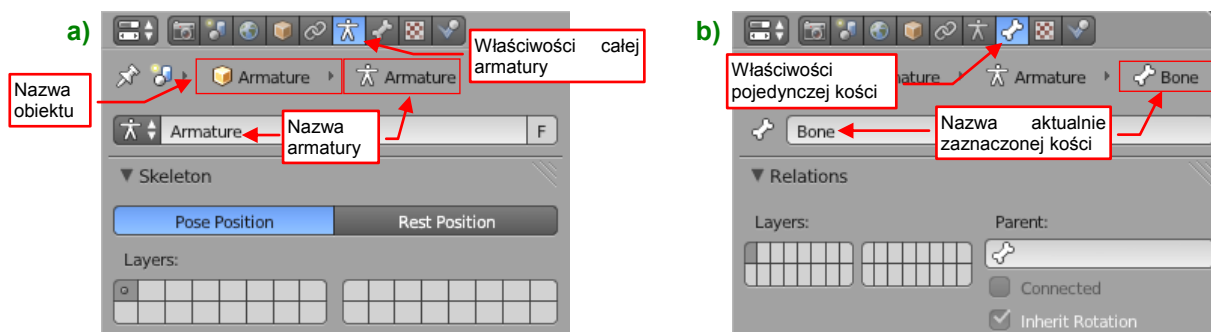 a)
Właściwości całej
armatury
Nazwa
obiektu
Armature
Armature
Armature
Nazwa
armatury
F
Skeleton
Pose Position
Rest Position
Layers:
b)
Właściwości
pojedynczej kości
ature
Armature
Bone
Bone
Nazwa aktualnie
zaznaczonej kości
Relations
Layers:
Parent:
Connected
Inherit Rotation